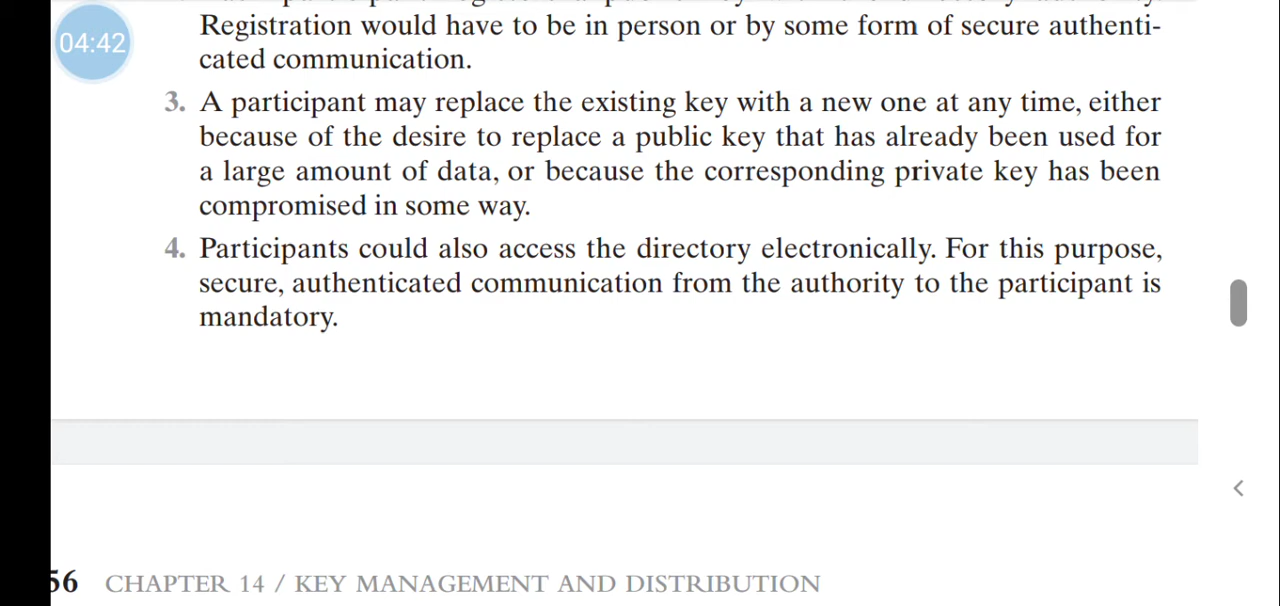 04:42
Registration would have to be in person or by some form of secure authenti-
cated communication.
3. A participant may replace the existing key with a new one at any time, either
because of the desire to replace a public key that has already been used for
a large amount of data, or because the corresponding private key has been
compromised in some way.
4. Participants could also access the directory electronically. For this purpose,
secure, authenticated communication from the authority to the participant is
mandatory.
56 CHAPTER 14 / KEY MANAGEMENT AND DISTRIBUTION